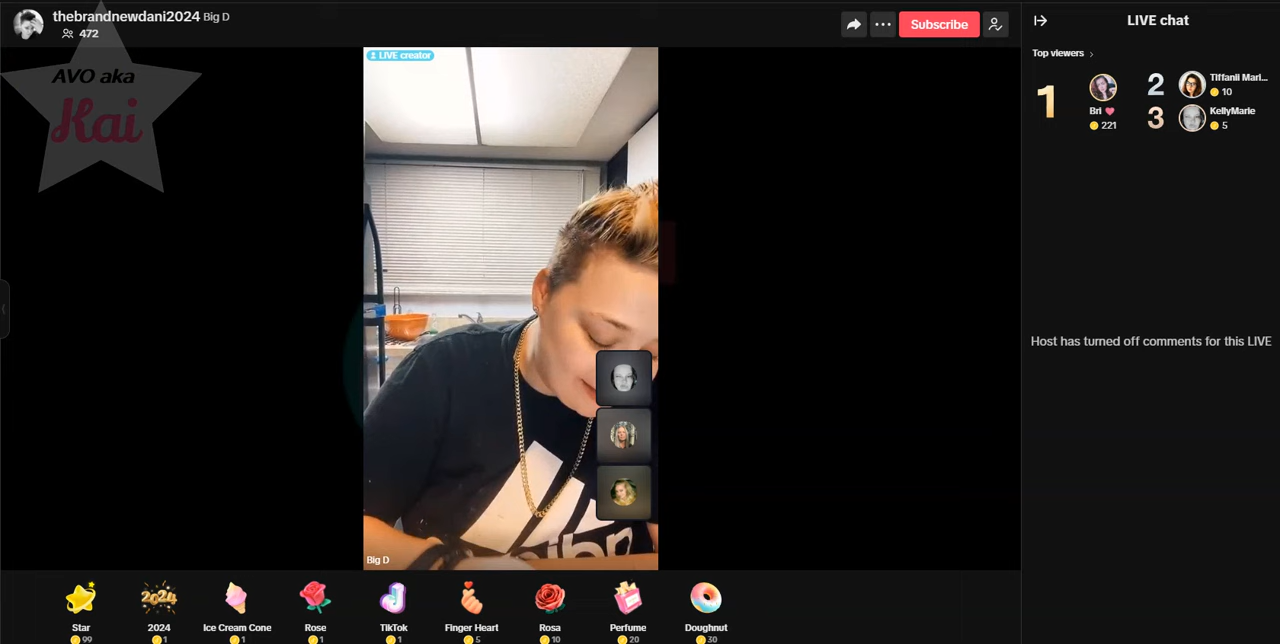 thebrandnewdani2024 Big D
472
Subscribe
AVO aka
Kai
LIVE creator
Big D
Star
99
2024
2024
1
Ice Cream Cone
1
Rose
1
TikTok
1
Finger Heart
5
Rosa
10
Perfume
20
Doughnut
30
LIVE chat
Top viewers
1
Bri
221
2
Tiffanii Mari...
10
3
KellyMarie
5
Host has turned off comments for this LIVE